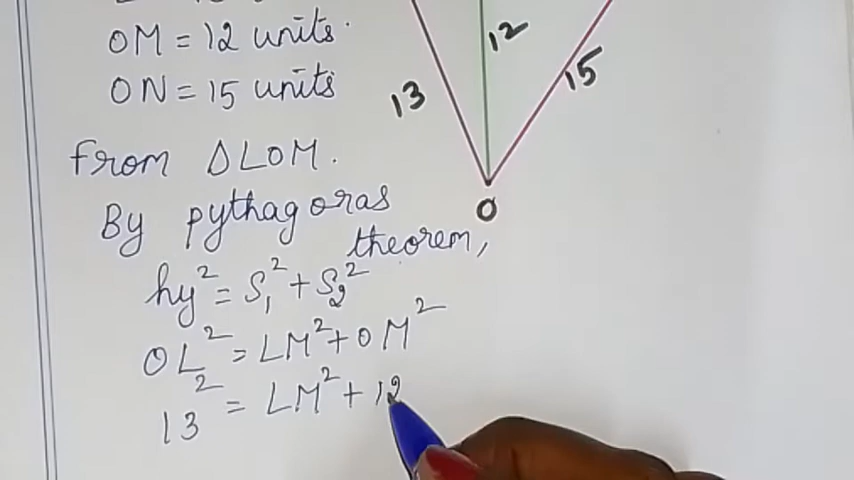 OM = 12 units.
ON = 15 units
12
15
13
O
From ΔLOM.
By pythagoras
theorem,
hy² = S₁² + S₂²
OL² = LM² + OM²
13² = LM² + 12